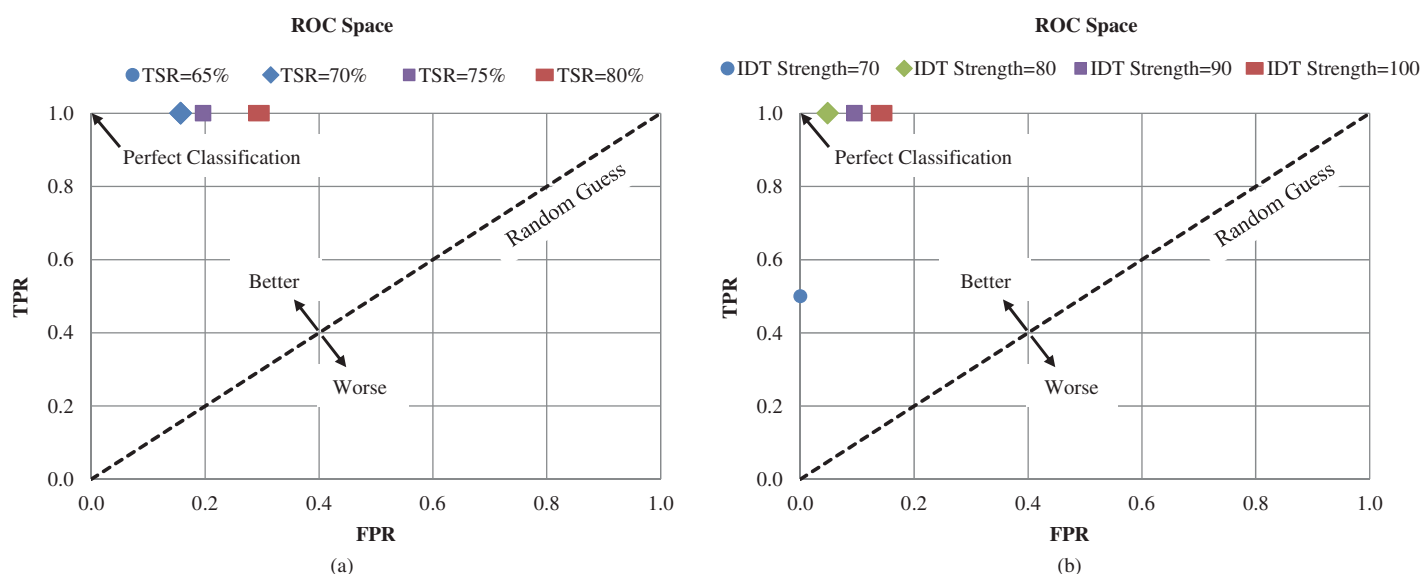 ROC Space
TSR=65% TSR=70% TSR=75% TSR=80%
1.0
Perfect Classification
0.8
Random Guess
0.6
Better
TPR
0.4
Worse
0.2
0.0
0.0 0.2 0.4 0.6 0.8 1.0
FPR
(a)
ROC Space
IDT Strength=70 IDT Strength=80 IDT Strength=90 IDT Strength=100
1.0
Perfect Classification
0.8
Random Guess
0.6
Better
TPR
0.4
Worse
0.2
0.0
0.0 0.2 0.4 0.6 0.8 1.0
FPR
(b)